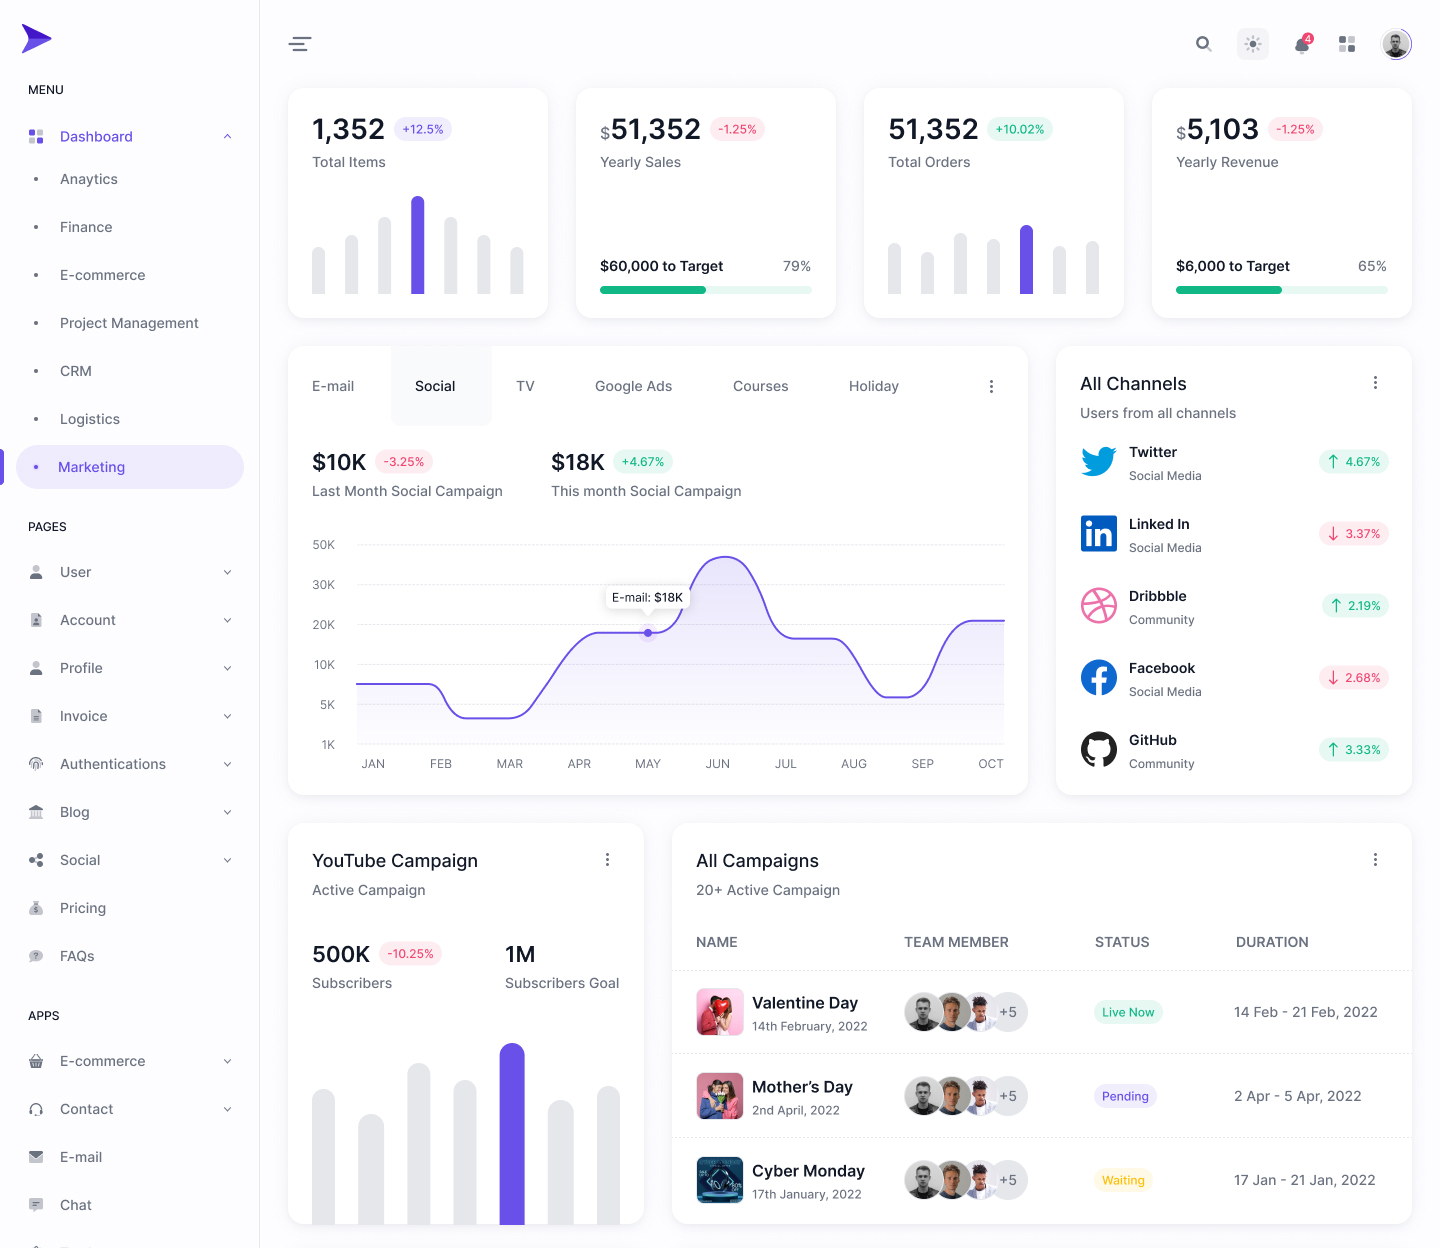 MENU
Dashboard
Anaytics
Finance
E-commerce
Project Management
CRM
Logistics
Marketing
PAGES
User
Account
Profile
Invoice
Authentications
Blog
Social
Pricing
FAQs
APPS
E-commerce
Contact
E-mail
Chat
4
1,352 +12.5%
Total Items
$51,352 -1.25%
Yearly Sales
$60,000 to Target 79%
51,352 +10.02%
Total Orders
$5,103 -1.25%
Yearly Revenue
$6,000 to Target 65%
E-mail Social TV Google Ads Courses Holiday
$10K -3.25%
Last Month Social Campaign
$18K +4.67%
This month Social Campaign
50K
30K
20K
10K
5K
1K
E-mail: $18K
JAN FEB MAR APR MAY JUN JUL AUG SEP OCT
All Channels
Users from all channels
Twitter
Social Media
4.67%
Linked In
Social Media
3.37%
Dribbble
Community
2.19%
Facebook
Social Media
2.68%
GitHub
Community
3.33%
YouTube Campaign
Active Campaign
500K -10.25%
Subscribers
1M
Subscribers Goal
All Campaigns
20+ Active Campaign
NAME TEAM MEMBER STATUS DURATION
Valentine Day
14th February, 2022
+5
Live Now
14 Feb - 21 Feb, 2022
Mother’s Day
2nd April, 2022
+5
Pending
2 Apr - 5 Apr, 2022
Cyber Monday
17th January, 2022
+5
Waiting
17 Jan - 21 Jan, 2022